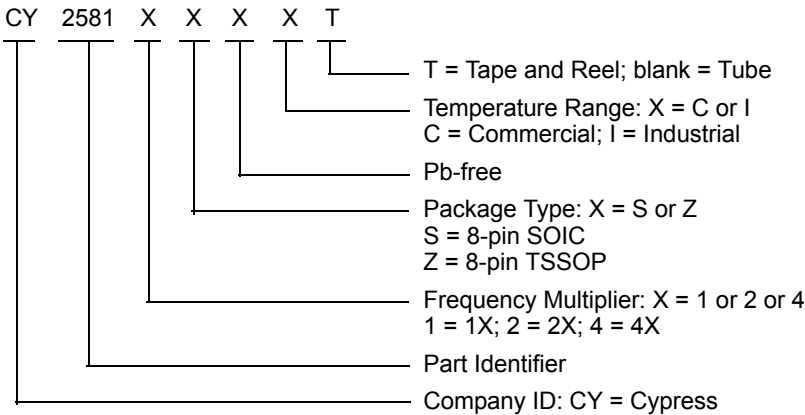 CY 2581 X X X X T
T = Tape and Reel; blank = Tube
Temperature Range: X = C or I
C = Commercial; I = Industrial
Pb-free
Package Type: X = S or Z
S = 8-pin SOIC
Z = 8-pin TSSOP
Frequency Multiplier: X = 1 or 2 or 4
1 = 1X; 2 = 2X; 4 = 4X
Part Identifier
Company ID: CY = Cypress